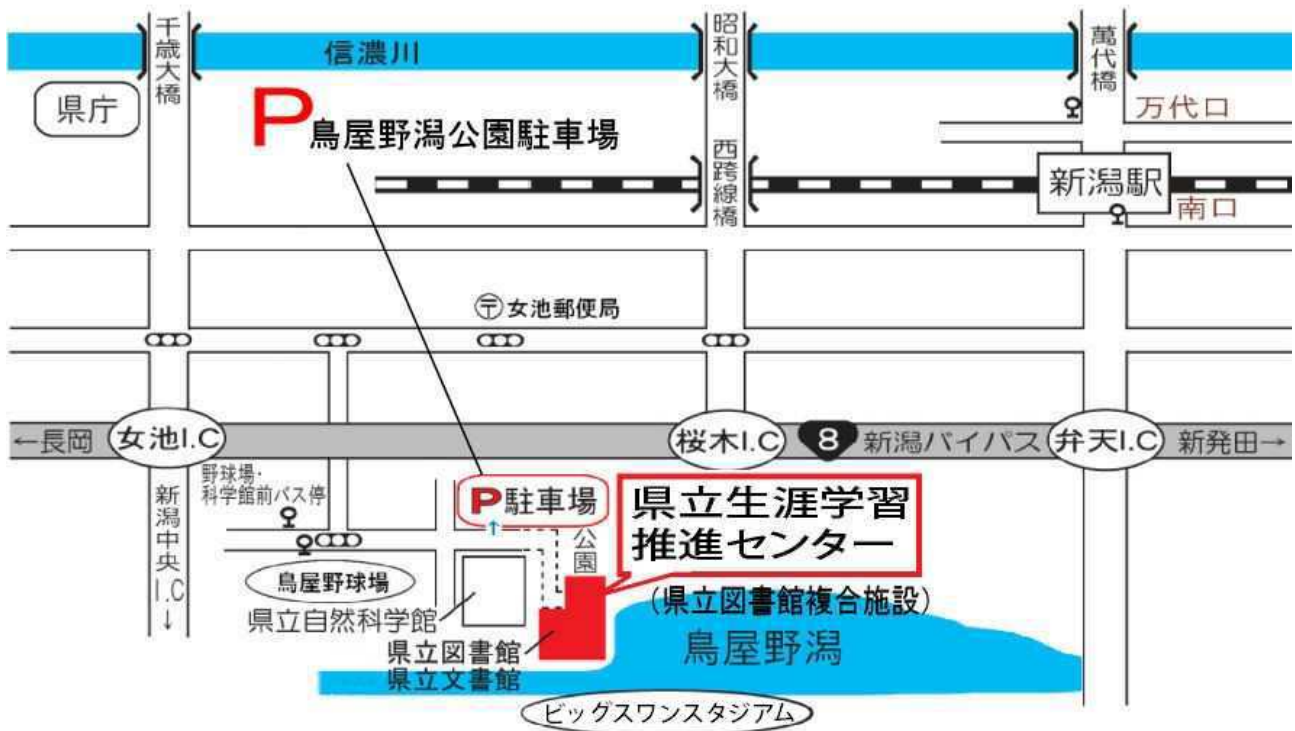 千歳大橋
昭和大橋
萬代橋
信濃川
県庁
P鳥屋野潟公園駐車場
万代口
西跨線橋
新潟駅
南口
〒女池郵便局
←長岡
女池I.C
桜木I.C
8
新潟バイパス
弁天I.C
新発田→
新潟中央I.C↓
野球場・
科学館前バス停
P駐車場
↑
公園
県立生涯学習
推進センター
(県立図書館複合施設)
鳥屋野球場
県立自然科学館
県立図書館
県立文書館
鳥屋野潟
ビッグスワンスタジアム